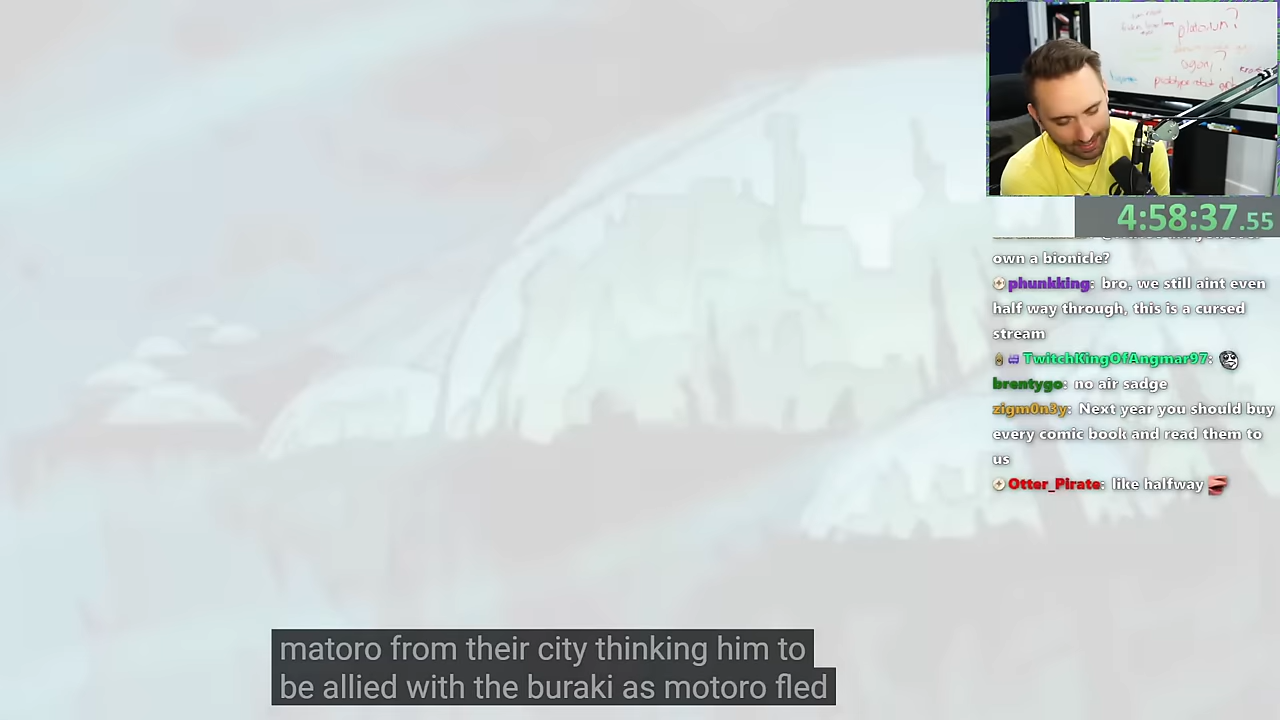 platinum?
agony?
4:58:37.55
own a bionicle?
phunkking: bro, we still aint even
half way through, this is a cursed
stream
TwitchKingOfAngmar97:
brentygo: no air sadge
zigm0n3y: Next year you should buy
every comic book and read them to
us
Otter_Pirate: like halfway
matoro from their city thinking him to
be allied with the buraki as motoro fled